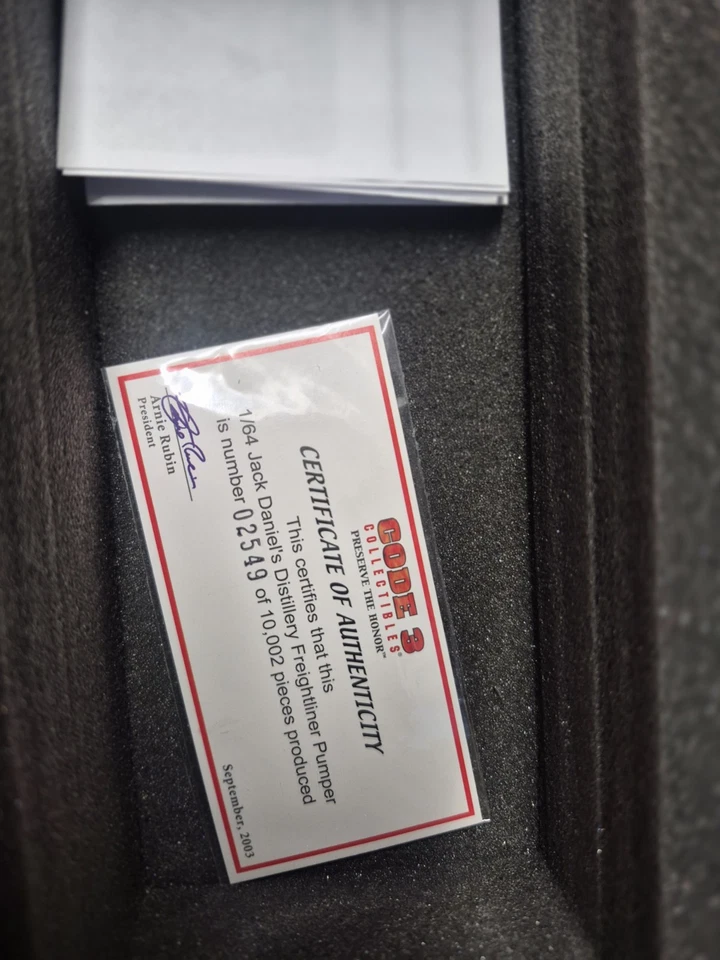 CODE 3
COLLECTIBLES®
PRESERVE THE HONOR™
CERTIFICATE OF AUTHENTICITY
This certifies that this
1/64 Jack Daniel's Distillery Freightliner Pumper
is number 02549 of 10,002 pieces produced
Arnie Rubin
President
September, 2003